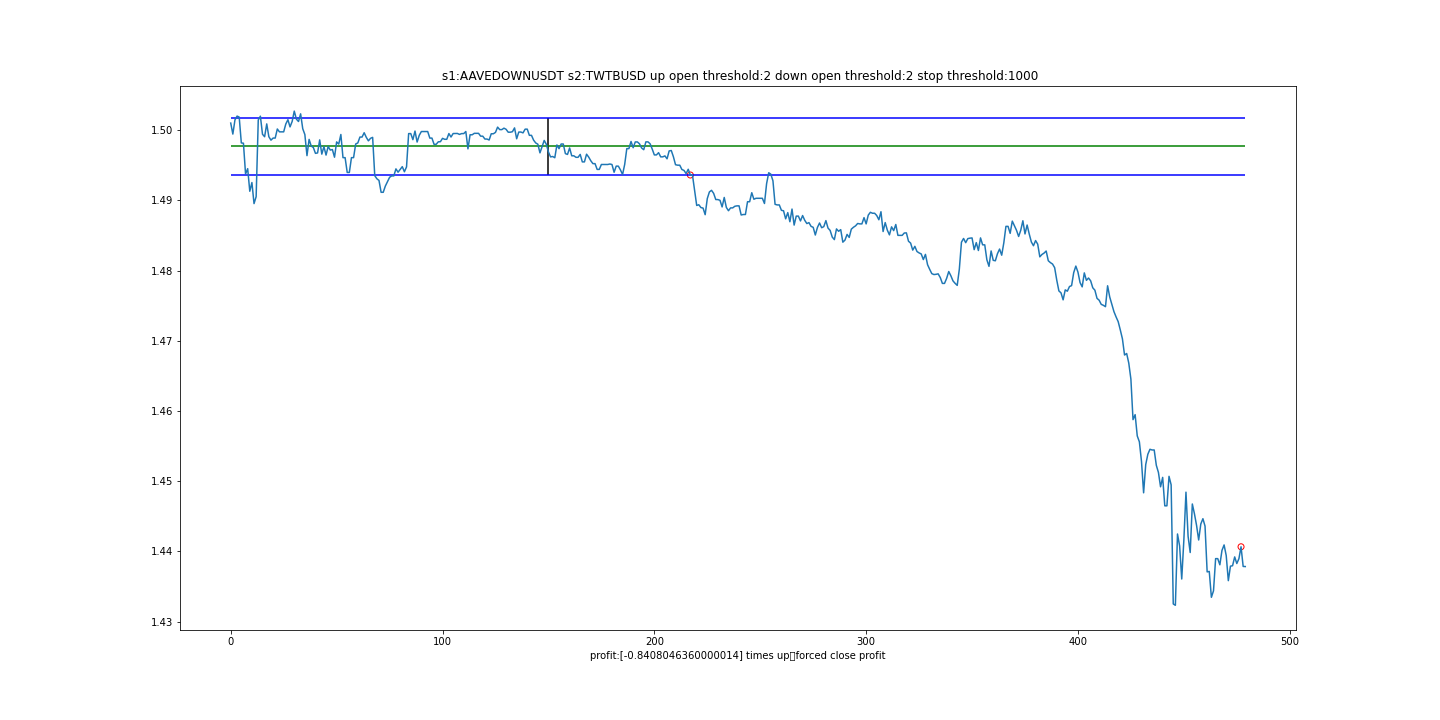 s1:AAVEDOWNUSDT s2:TWTBUSD up open threshold:2 down open threshold:2 stop threshold:1000
1.50
1.49
1.48
1.47
1.46
1.45
1.44
1.43
0 100 200 300 400 500
profit:[-0.8408046360000014] times up▯forced close profit